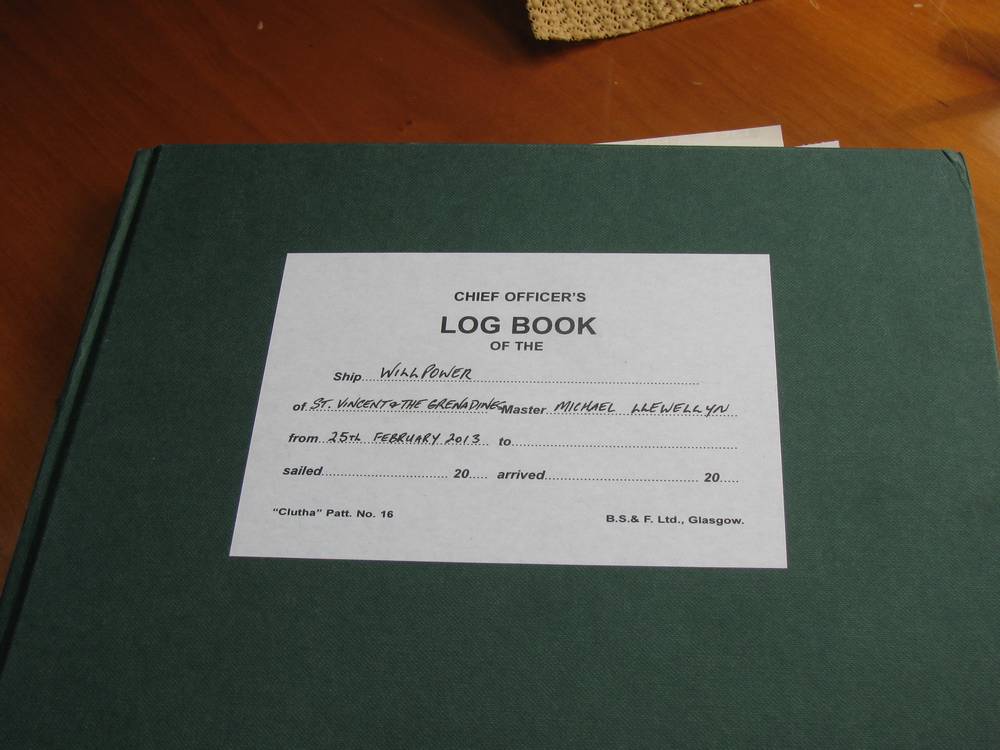 CHIEF OFFICER'S
LOG BOOK
OF THE
Ship WILLPOWER
of ST. VINCENT & THE GRENADINES Master MICHAEL LLEWELLYN
from 25th FEBRUARY 2013 to
sailed 20 arrived 20
"Clutha" Patt. No. 16 B.S.& F. Ltd., Glasgow.